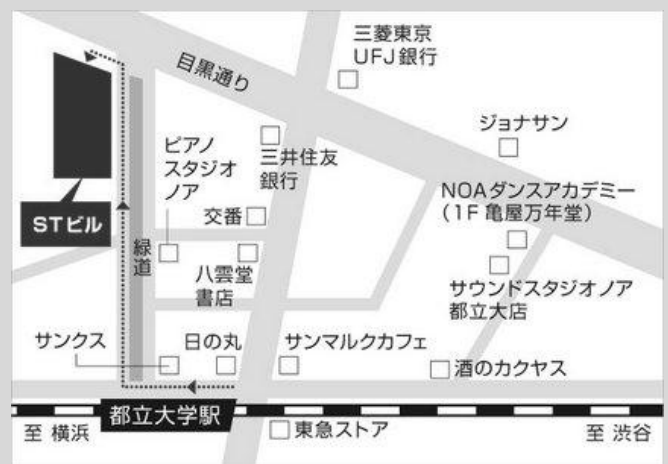 三菱東京
UFJ銀行
目黒通り
ジョナサン
ピアノ
スタジオ
ノア
三井住友
銀行
NOAダンスアカデミー
(1F 亀屋万年堂)
STビル
交番
緑道
八雲堂
書店
サウンドスタジオノア
都立大店
サンクス
日の丸
サンマルクカフェ
酒のカクヤス
都立大学駅
至 横浜
東急ストア
至 渋谷